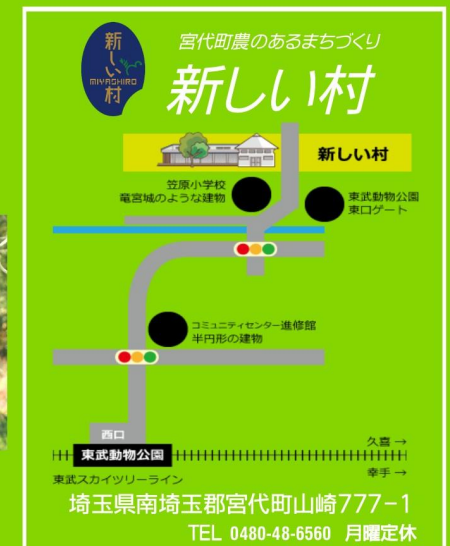 新しい村
MIYASHIRO
宮代町農のあるまちづくり
新しい村
新しい村
笠原小学校
竜宮城のような建物
東武動物公園
東口ゲート
コミュニティセンター進修館
半円形の建物
西口
東武動物公園
久喜 →
東武スカイツリーライン
幸手 →
埼玉県南埼玉郡宮代町山崎777-1
TEL 0480-48-6560 月曜定休